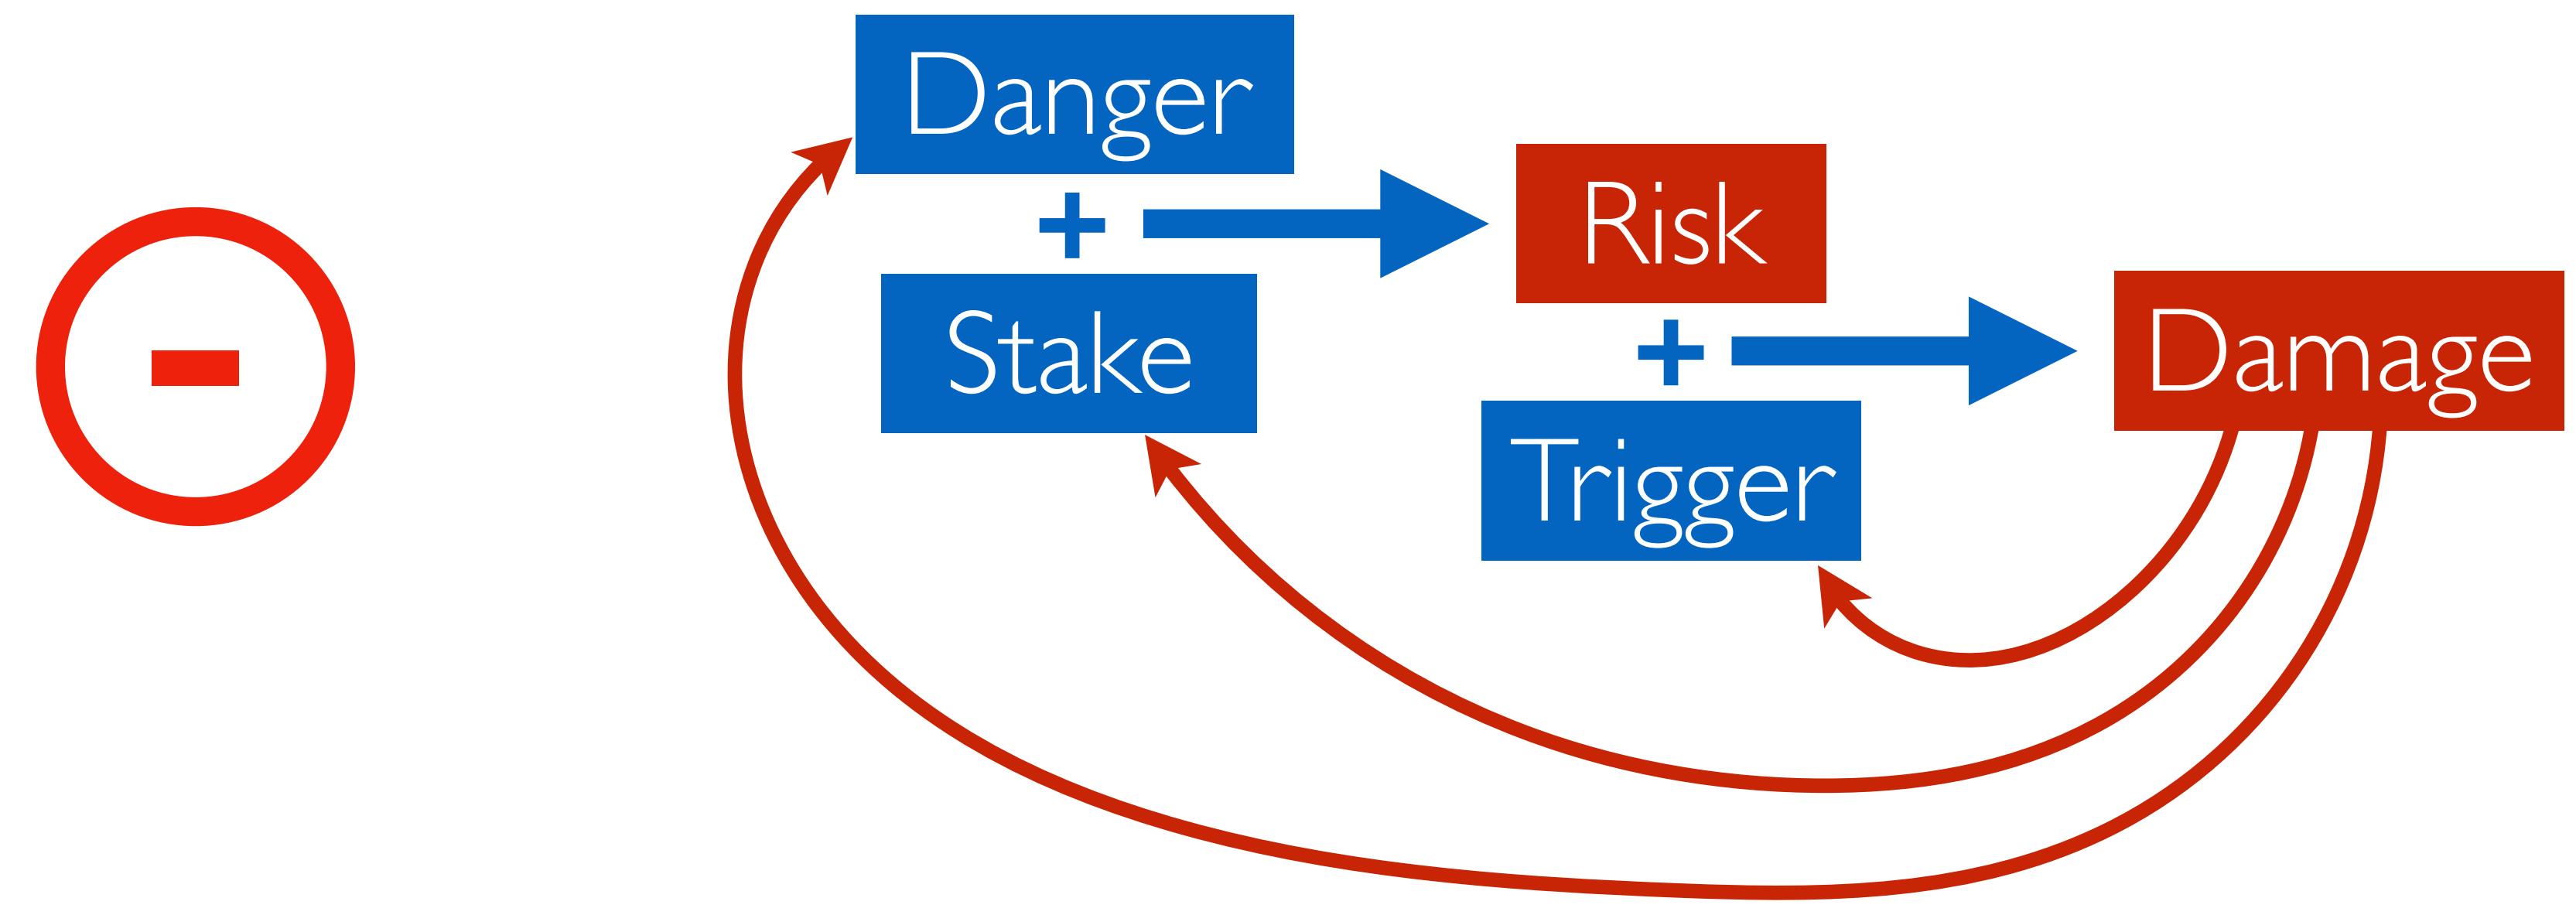 Danger
+
Stake
Risk
+
Trigger
Damage
-